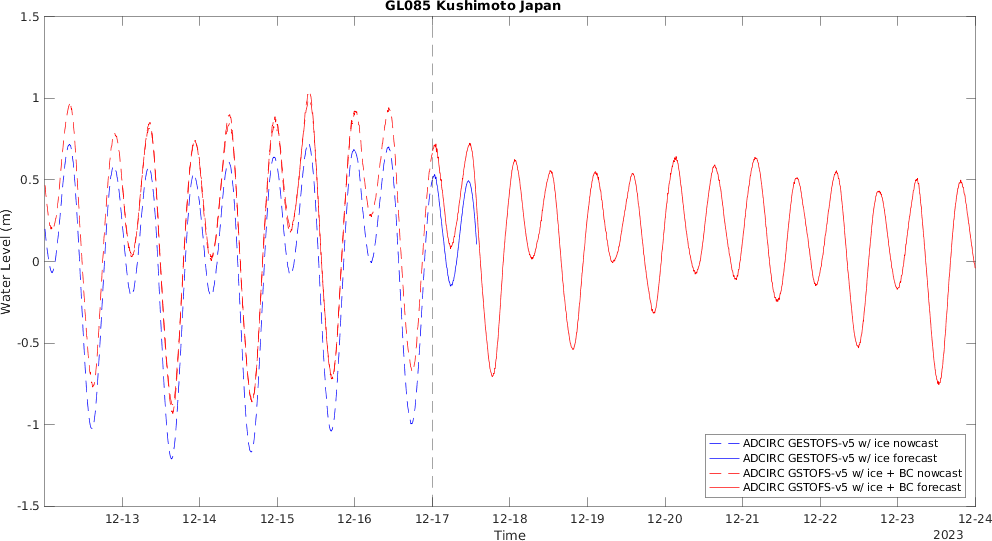 GL085 Kushimoto Japan
1.5
1
0.5
0
-0.5
-1
-1.5
Water Level (m)
12-13 12-14 12-15 12-16 12-17 12-18 12-19 12-20 12-21 12-22 12-23 12-24
Time
2023
ADCIRC GESTOFS-v5 w/ ice nowcast
ADCIRC GESTOFS-v5 w/ ice forecast
ADCIRC GSTOFS-v5 w/ ice + BC nowcast
ADCIRC GSTOFS-v5 w/ ice + BC forecast